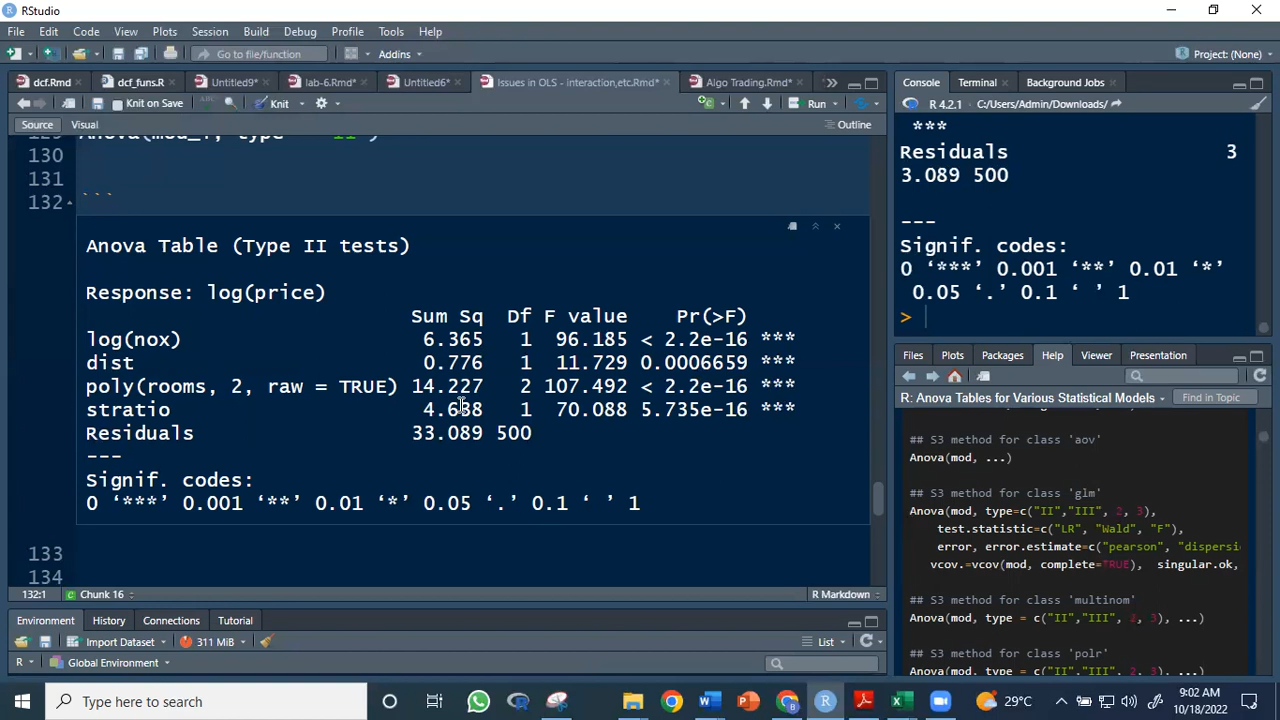 RStudio
File Edit Code View Plots Session Build Debug Profile Tools Help
Go to file/function Addins Project: (None)
dcf.Rmd dcf_funs.R Untitled9* lab-6.Rmd* Untitled6* Issues in OLS - interaction,etc.Rmd* Algo Trading.Rmd*
Knit on Save Knit Run
Source Visual Outline
130
131
132 ```
Anova Table (Type II tests)
Response: log(price)
Sum Sq Df F value Pr(>F)
log(nox) 6.365 1 96.185 < 2.2e-16 ***
dist 0.776 1 11.729 0.0006659 ***
poly(rooms, 2, raw = TRUE) 14.227 2 107.492 < 2.2e-16 ***
stratio 4.638 1 70.088 5.735e-16 ***
Residuals 33.089 500
---
Signif. codes:
0 ‘***’ 0.001 ‘**’ 0.01 ‘*’ 0.05 ‘.’ 0.1 ‘ ’ 1
133
134
132:1 Chunk 16 R Markdown
Environment History Connections Tutorial
Import Dataset 311 MiB List
R Global Environment
Console Terminal Background Jobs
R 4.2.1 · C:/Users/Admin/Downloads/
***
Residuals 3
3.089 500
---
Signif. codes:
0 ‘***’ 0.001 ‘**’ 0.01 ‘*’
0.05 ‘.’ 0.1 ‘ ’ 1
>
Files Plots Packages Help Viewer Presentation
R: Anova Tables for Various Statistical Models Find in Topic
## S3 method for class 'aov'
Anova(mod, ...)
## S3 method for class 'glm'
Anova(mod, type=c("II","III", 2, 3),
test.statistic=c("LR", "Wald", "F"),
error, error.estimate=c("pearson", "dispersi
vcov.=vcov(mod, complete=TRUE), singular.ok,
## S3 method for class 'multinom'
Anova(mod, type = c("II","III", 2, 3), ...)
## S3 method for class 'polr'
Anova(mod, type = c("II","III", 2, 3), ...)
Type here to search
29°C
9:02 AM
10/18/2022